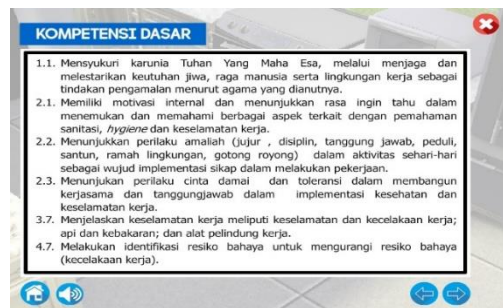 KOMPETENSI DASAR
1.1. Mensyukuri karunia Tuhan Yang Maha Esa, melalui menjaga dan
melestarikan keutuhan jiwa, raga manusia serta lingkungan kerja sebagai
tindakan pengamalan menurut agama yang dianutnya.
2.1. Memiliki motivasi internal dan menunjukkan rasa ingin tahu dalam
menemukan dan memahami berbagai aspek terkait dengan pemahaman
sanitasi, hygiene dan keselamatan kerja.
2.2. Menunjukkan perilaku amaliah (jujur , disiplin, tanggung jawab, peduli,
santun, ramah lingkungan, gotong royong) dalam aktivitas sehari-hari
sebagai wujud implementasi sikap dalam melakukan pekerjaan.
2.3. Menunjukan perilaku cinta damai dan toleransi dalam membangun
kerjasama dan tanggungjawab dalam implementasi kesehatan dan
keselamatan kerja.
3.7. Menjelaskan keselamatan kerja meliputi keselamatan dan kecelakaan kerja;
api dan kebakaran; dan alat pelindung kerja.
4.7. Melakukan identifikasi resiko bahaya untuk mengurangi resiko bahaya
(kecelakaan kerja).